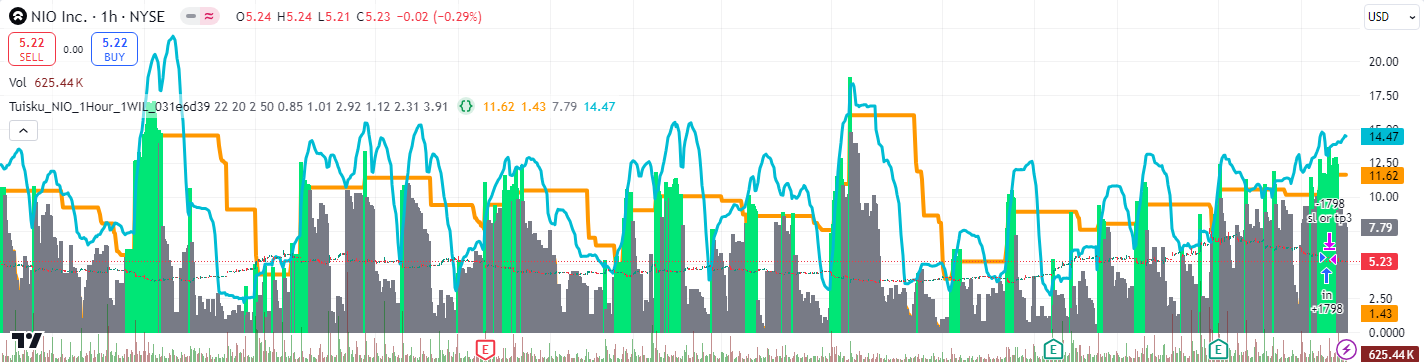 NIO Inc. · 1h · NYSE O5.24 H5.24 L5.21 C5.23 −0.02 (−0.29%)
USD
5.22 0.00 5.22
SELL BUY
Vol 625.44 K
Tuisku_NIO_1Hour_1WIL_031e6d39 22 20 2 50 0.85 1.01 2.92 1.12 2.31 3.91 {} 11.62 1.43 7.79 14.47
20.00
17.50
15.00
14.47
12.50
11.62
10.00
-1798
sl or tp3
7.79
5.23
in
+1798
2.50
1.43
0.0000
E E E
625.44 K